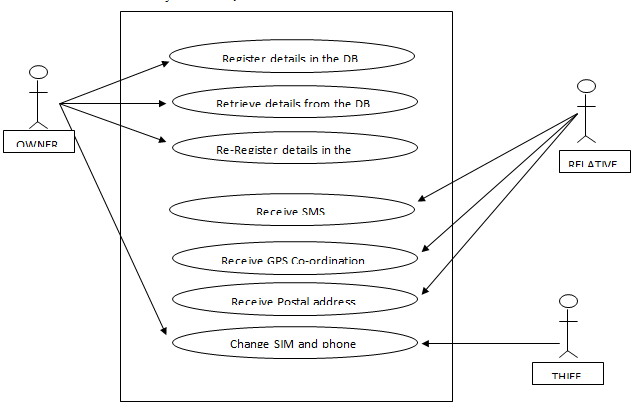 Register details in the DB
Retrieve details from the DB
OWNER
Re-Register details in the
RELATIVE
Receive SMS
Receive GPS Co-ordination
Receive Postal address
Change SIM and phone
THIEF